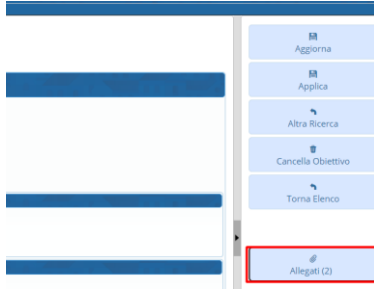 Aggiorna
Applica
Altra Ricerca
Cancella Obiettivo
Torna Elenco
Allegati (2)